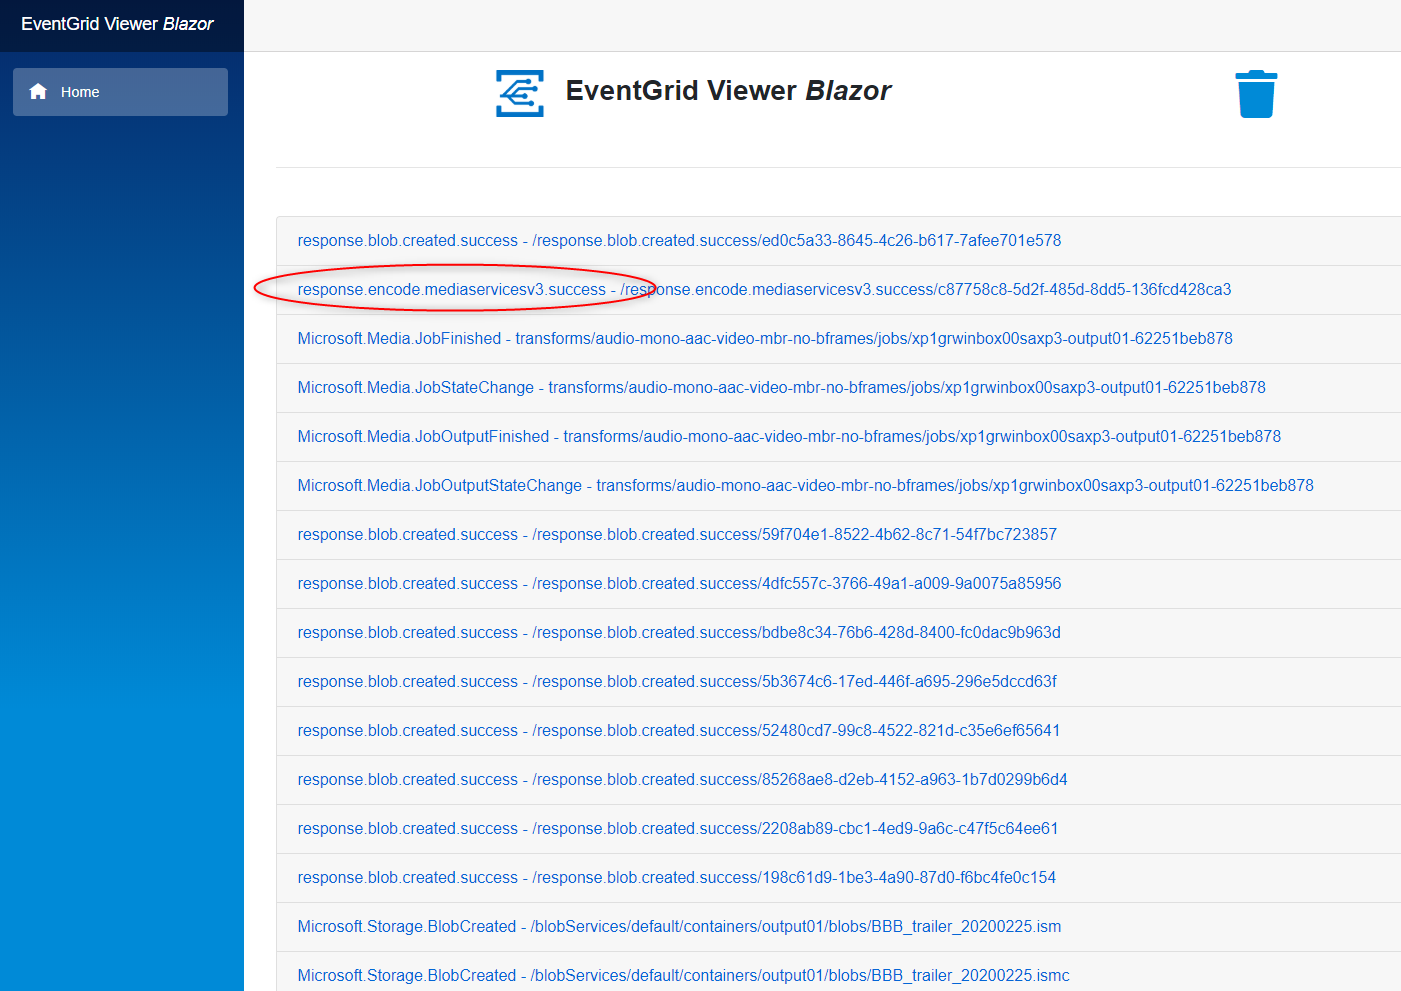 EventGrid Viewer Blazor
Home
EventGrid Viewer Blazor
response.blob.created.success - /response.blob.created.success/ed0c5a33-8645-4c26-b617-7afee701e578
response.encode.mediaservicesv3.success - /response.encode.mediaservicesv3.success/c87758c8-5d2f-485d-8dd5-136fcd428ca3
Microsoft.Media.JobFinished - transforms/audio-mono-aac-video-mbr-no-bframes/jobs/xp1grwinbox00saxp3-output01-62251beb878
Microsoft.Media.JobStateChange - transforms/audio-mono-aac-video-mbr-no-bframes/jobs/xp1grwinbox00saxp3-output01-62251beb878
Microsoft.Media.JobOutputFinished - transforms/audio-mono-aac-video-mbr-no-bframes/jobs/xp1grwinbox00saxp3-output01-62251beb878
Microsoft.Media.JobOutputStateChange - transforms/audio-mono-aac-video-mbr-no-bframes/jobs/xp1grwinbox00saxp3-output01-62251beb878
response.blob.created.success - /response.blob.created.success/59f704e1-8522-4b62-8c71-54f7bc723857
response.blob.created.success - /response.blob.created.success/4dfc557c-3766-49a1-a009-9a0075a85956
response.blob.created.success - /response.blob.created.success/bdbe8c34-76b6-428d-8400-fc0dac9b963d
response.blob.created.success - /response.blob.created.success/5b3674c6-17ed-446f-a695-296e5dccd63f
response.blob.created.success - /response.blob.created.success/52480cd7-99c8-4522-821d-c35e6ef65641
response.blob.created.success - /response.blob.created.success/85268ae8-d2eb-4152-a963-1b7d0299b6d4
response.blob.created.success - /response.blob.created.success/2208ab89-cbc1-4ed9-9a6c-c47f5c64ee61
response.blob.created.success - /response.blob.created.success/198c61d9-1be3-4a90-87d0-f6bc4fe0c154
Microsoft.Storage.BlobCreated - /blobServices/default/containers/output01/blobs/BBB_trailer_20200225.ism
Microsoft.Storage.BlobCreated - /blobServices/default/containers/output01/blobs/BBB_trailer_20200225.ismc